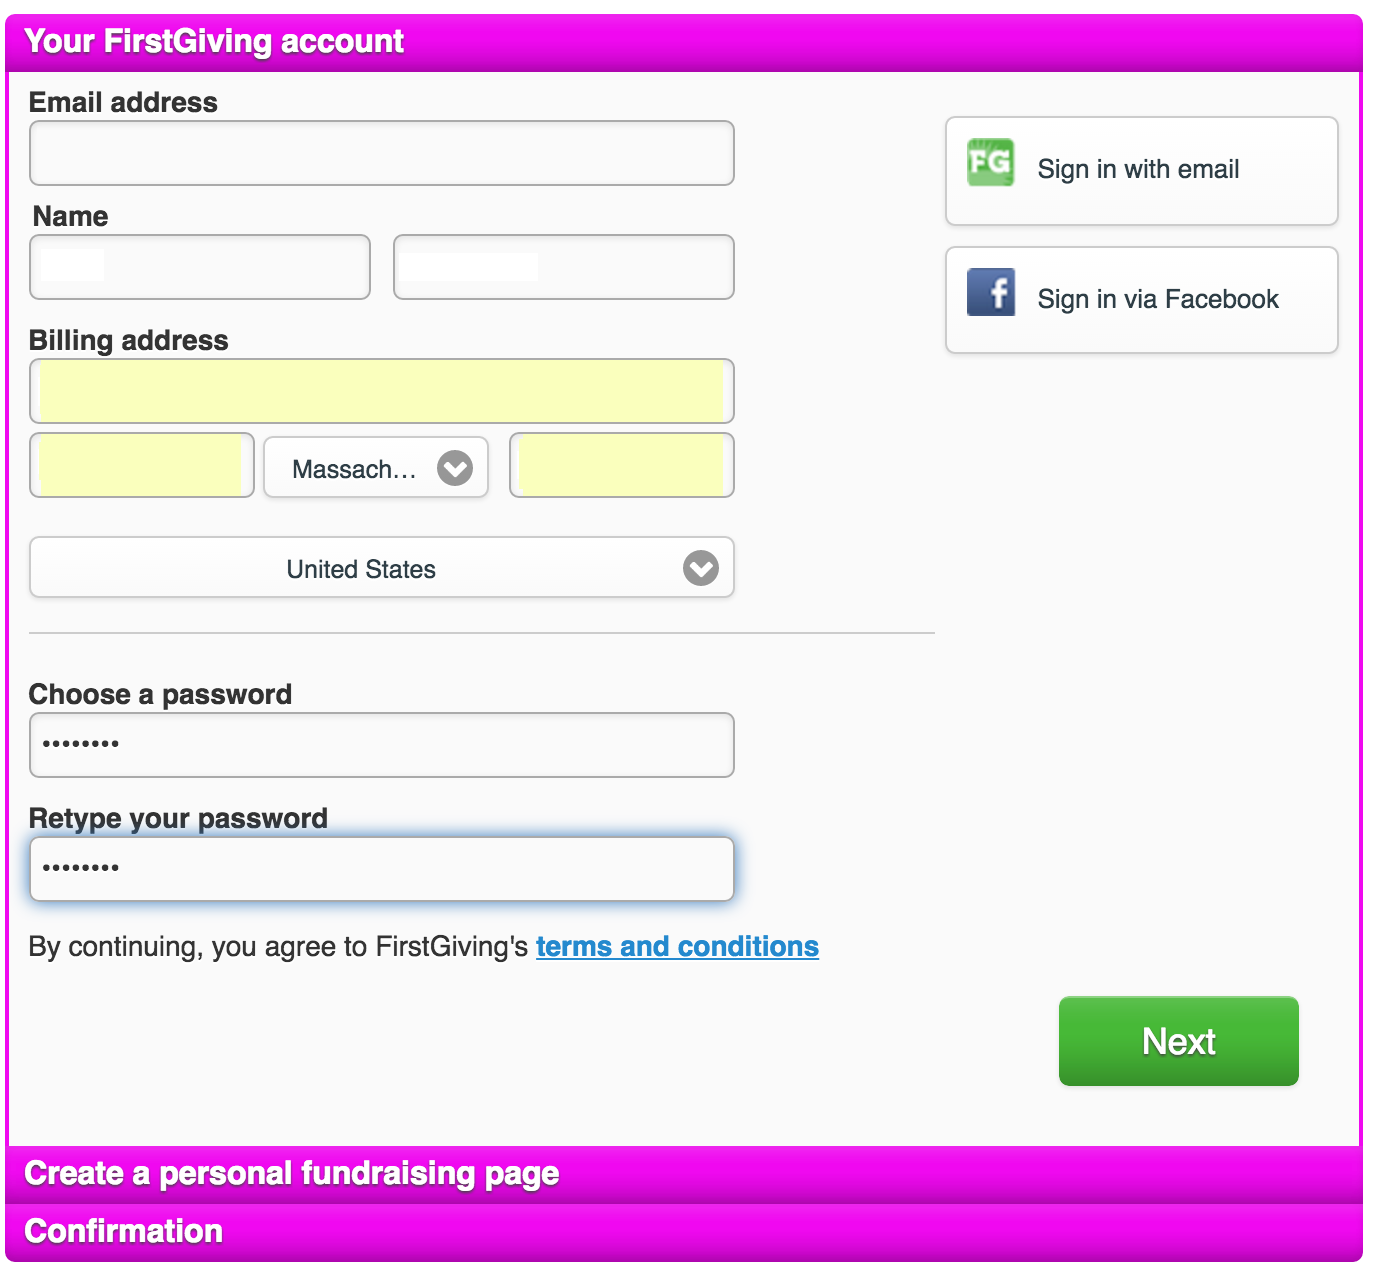 Your FirstGiving account
Email address
FG Sign in with email
Name
f Sign in via Facebook
Billing address
Massach...
United States
Choose a password
••••••••
Retype your password
••••••••
By continuing, you agree to FirstGiving's terms and conditions
Next
Create a personal fundraising page
Confirmation